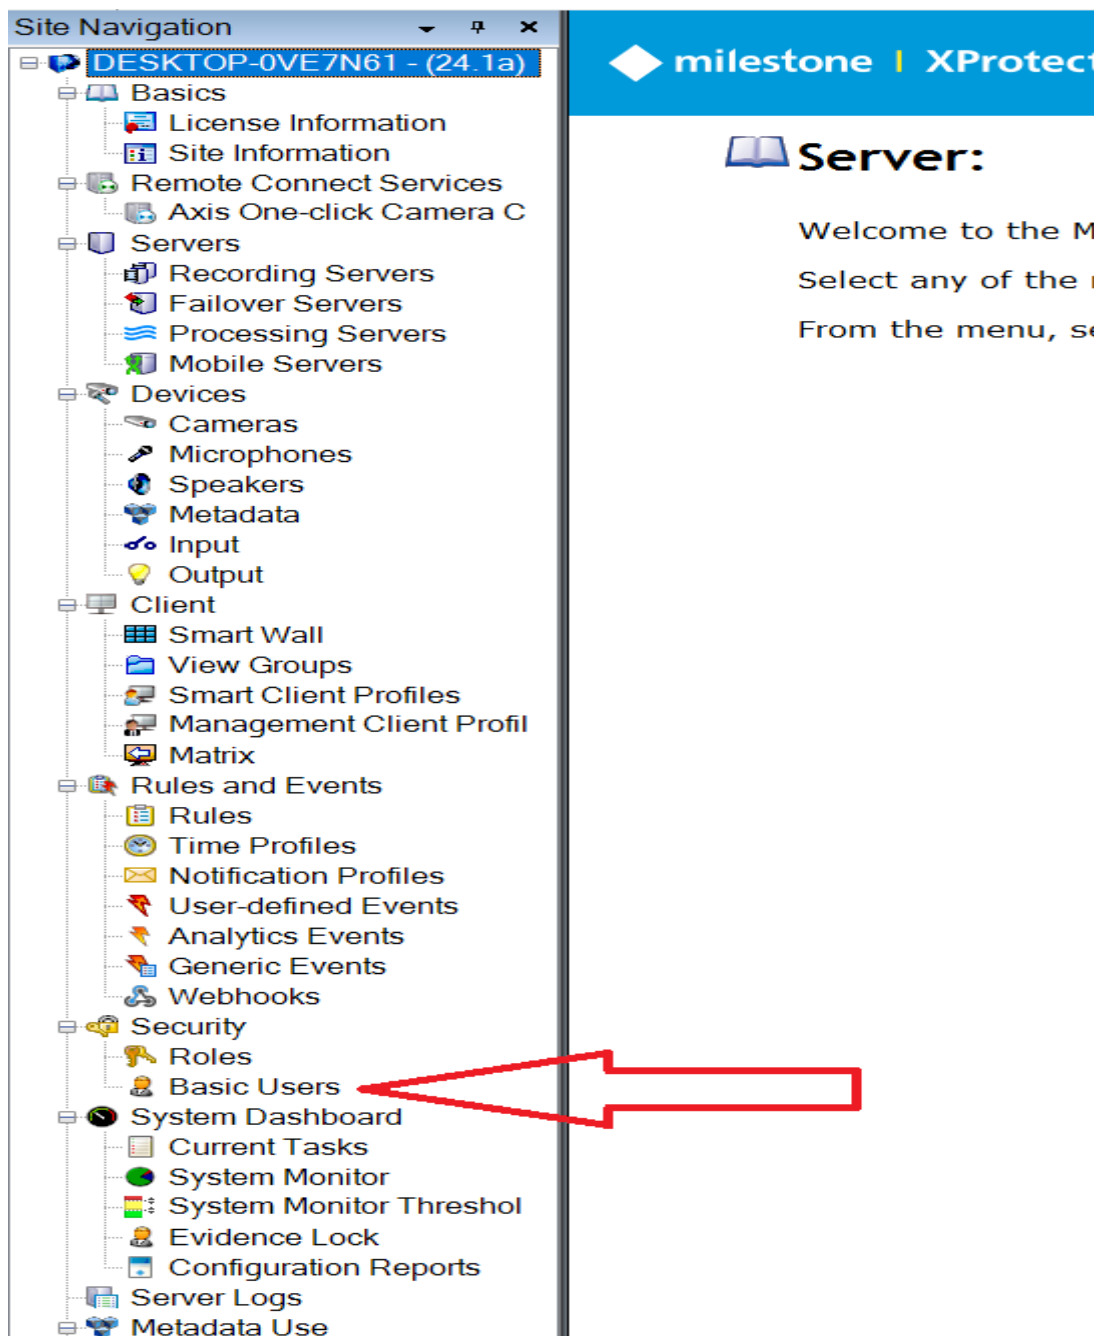 Site Navigation
DESKTOP-0VE7N61 - (24.1a)
Basics
License Information
Site Information
Remote Connect Services
Axis One-click Camera C
Servers
Recording Servers
Failover Servers
Processing Servers
Mobile Servers
Devices
Cameras
Microphones
Speakers
Metadata
Input
Output
Client
Smart Wall
View Groups
Smart Client Profiles
Management Client Profil
Matrix
Rules and Events
Rules
Time Profiles
Notification Profiles
User-defined Events
Analytics Events
Generic Events
Webhooks
Security
Roles
Basic Users
System Dashboard
Current Tasks
System Monitor
System Monitor Threshol
Evidence Lock
Configuration Reports
Server Logs
Metadata Use
milestone | XProtect
Server:
Welcome to the M
Select any of the
From the menu, se